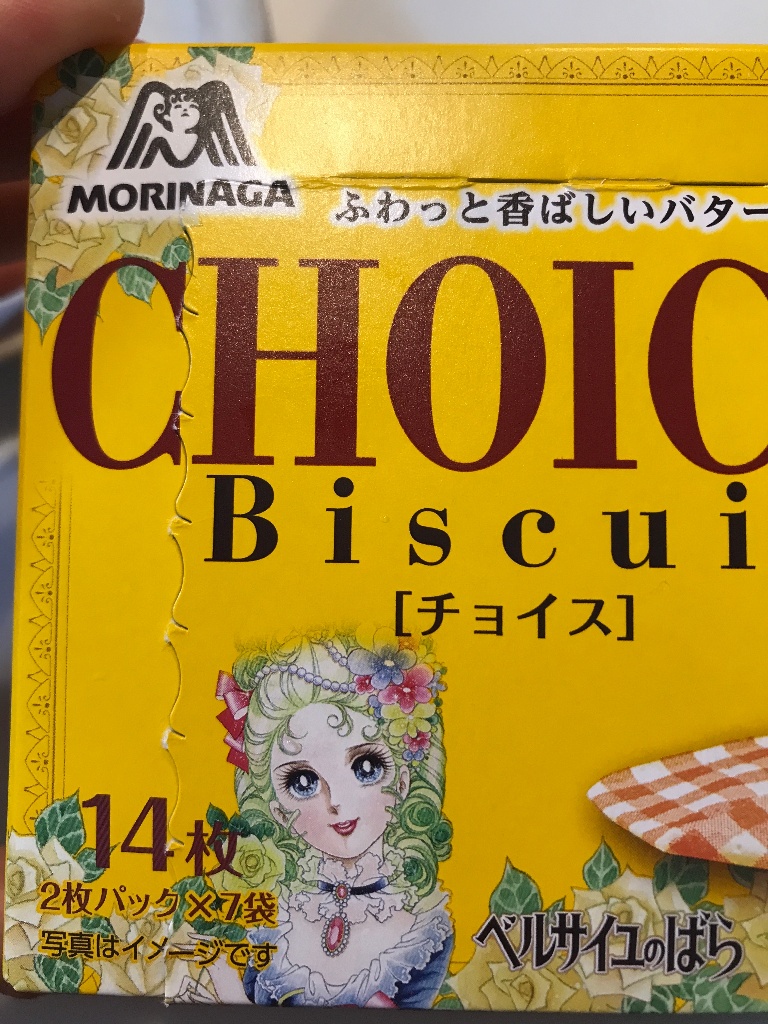 MORINAGA
ふわっと香ばしいバター
CHOIC
Biscui
[チョイス]
14枚
2枚パック×7袋
写真はイメージです
ベルサイユのばら